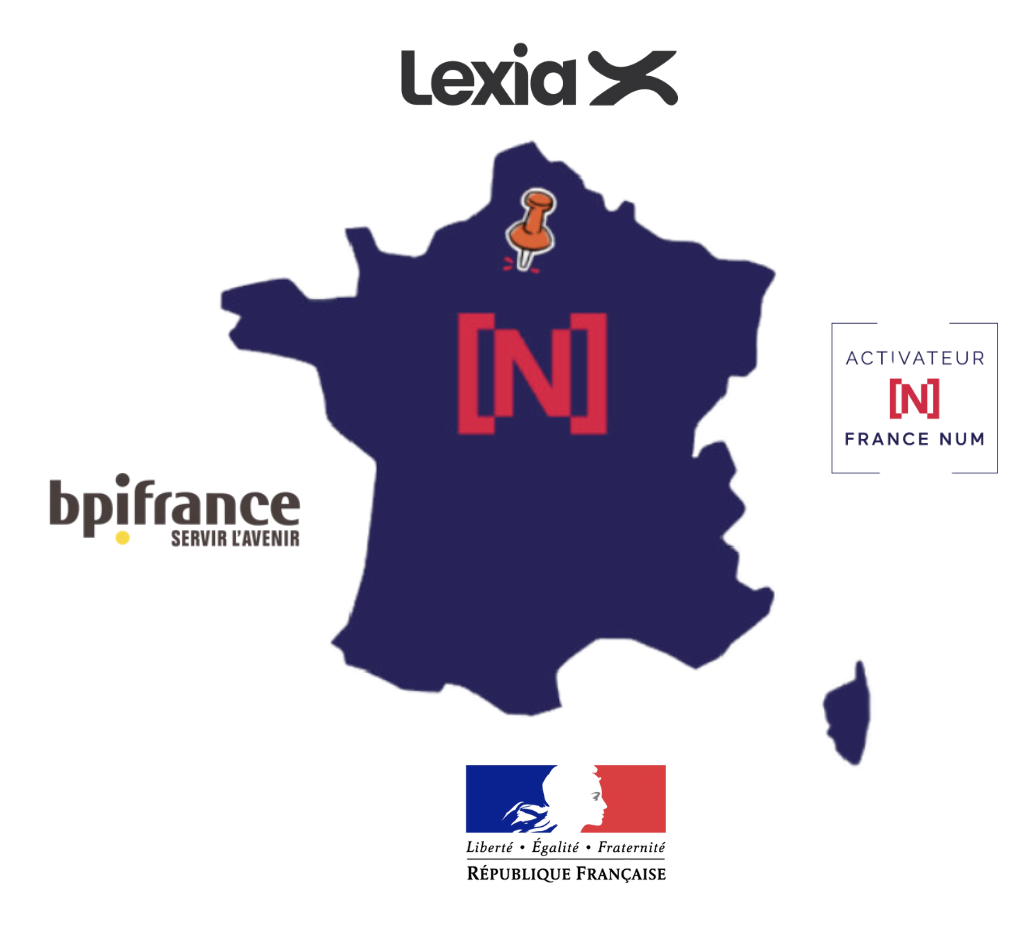 Lexia
[N]
ACTIVATEUR
[N]
FRANCE NUM
bpifrance
SERVIR L'AVENIR
Liberté • Égalité • Fraternité
RÉPUBLIQUE FRANÇAISE